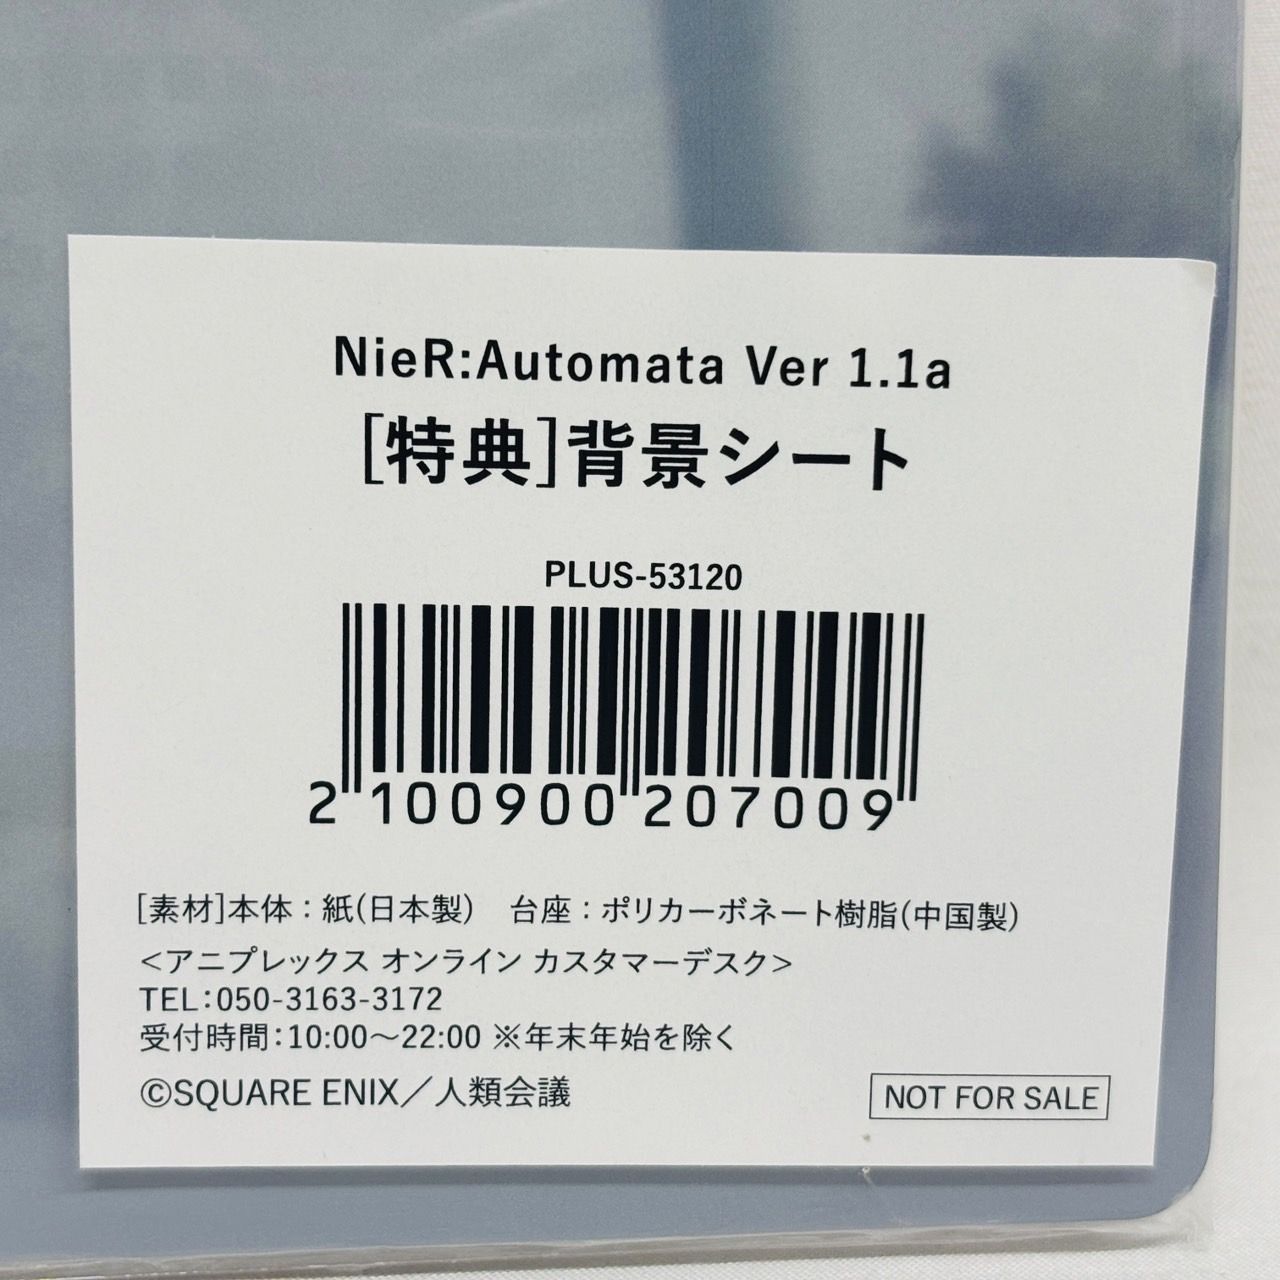 NieR:Automata Ver 1.1a
[特典]背景シート
PLUS-53120
2 100900 207009
[素材]本体：紙(日本製)　台座：ポリカーボネート樹脂(中国製)
<アニプレックス オンライン カスタマーデスク>
TEL：050-3163-3172
受付時間：10:00～22:00 ※年末年始を除く
©SQUARE ENIX／人類会議
NOT FOR SALE